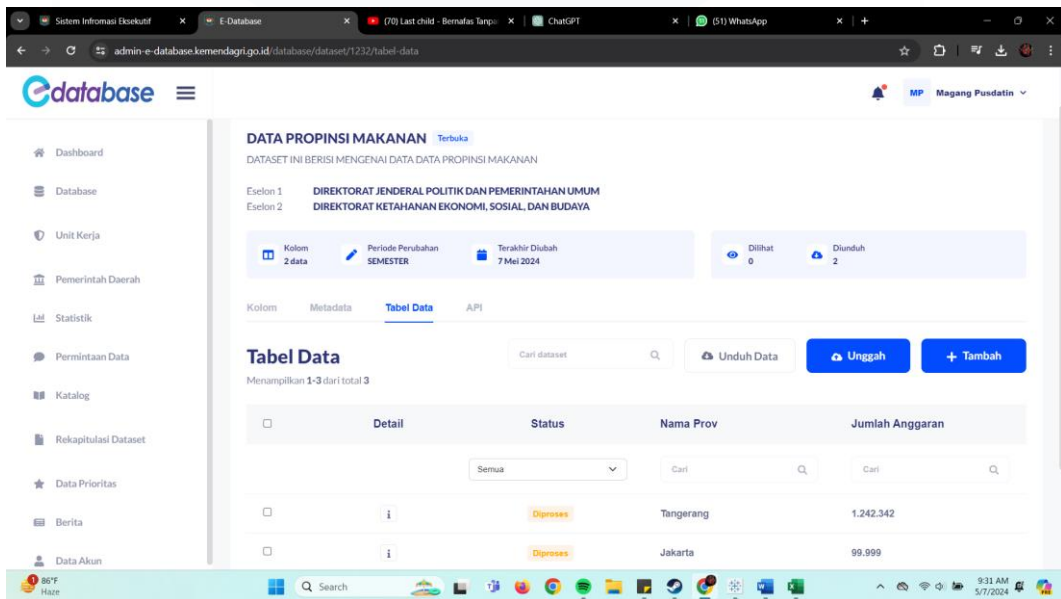 Sistem Infromasi Eksekutif
E-Database
(70) Last child - Bernafas Tanpa
ChatGPT
(51) WhatsApp
admin-e-database.kemendagri.go.id/database/dataset/1232/tabel-data
edatabase
MP Magang Pusdatin
Dashboard
Database
Unit Kerja
Pemerintah Daerah
Statistik
Permintaan Data
Katalog
Rekapitulasi Dataset
Data Prioritas
Berita
Data Akun
DATA PROPINSI MAKANAN Terbuka
DATASET INI BERISI MENGENAI DATA DATA PROPINSI MAKANAN
Eselon 1 DIREKTORAT JENDERAL POLITIK DAN PEMERINTAHAN UMUM
Eselon 2 DIREKTORAT KETAHANAN EKONOMI, SOSIAL, DAN BUDAYA
Kolom
2 data
Periode Perubahan
SEMESTER
Terakhir Diubah
7 Mei 2024
Dilihat
0
Diunduh
2
Kolom Metadata Tabel Data API
Tabel Data
Menampilkan 1-3 dari total 3
Cari dataset
Unduh Data
Unggah
+ Tambah
Detail Status Nama Prov Jumlah Anggaran
Semua Cari Cari
i Diproses Tangerang 1.242.342
i Diproses Jakarta 99.999
1
86°F
Haze
Search
9:31 AM
5/7/2024